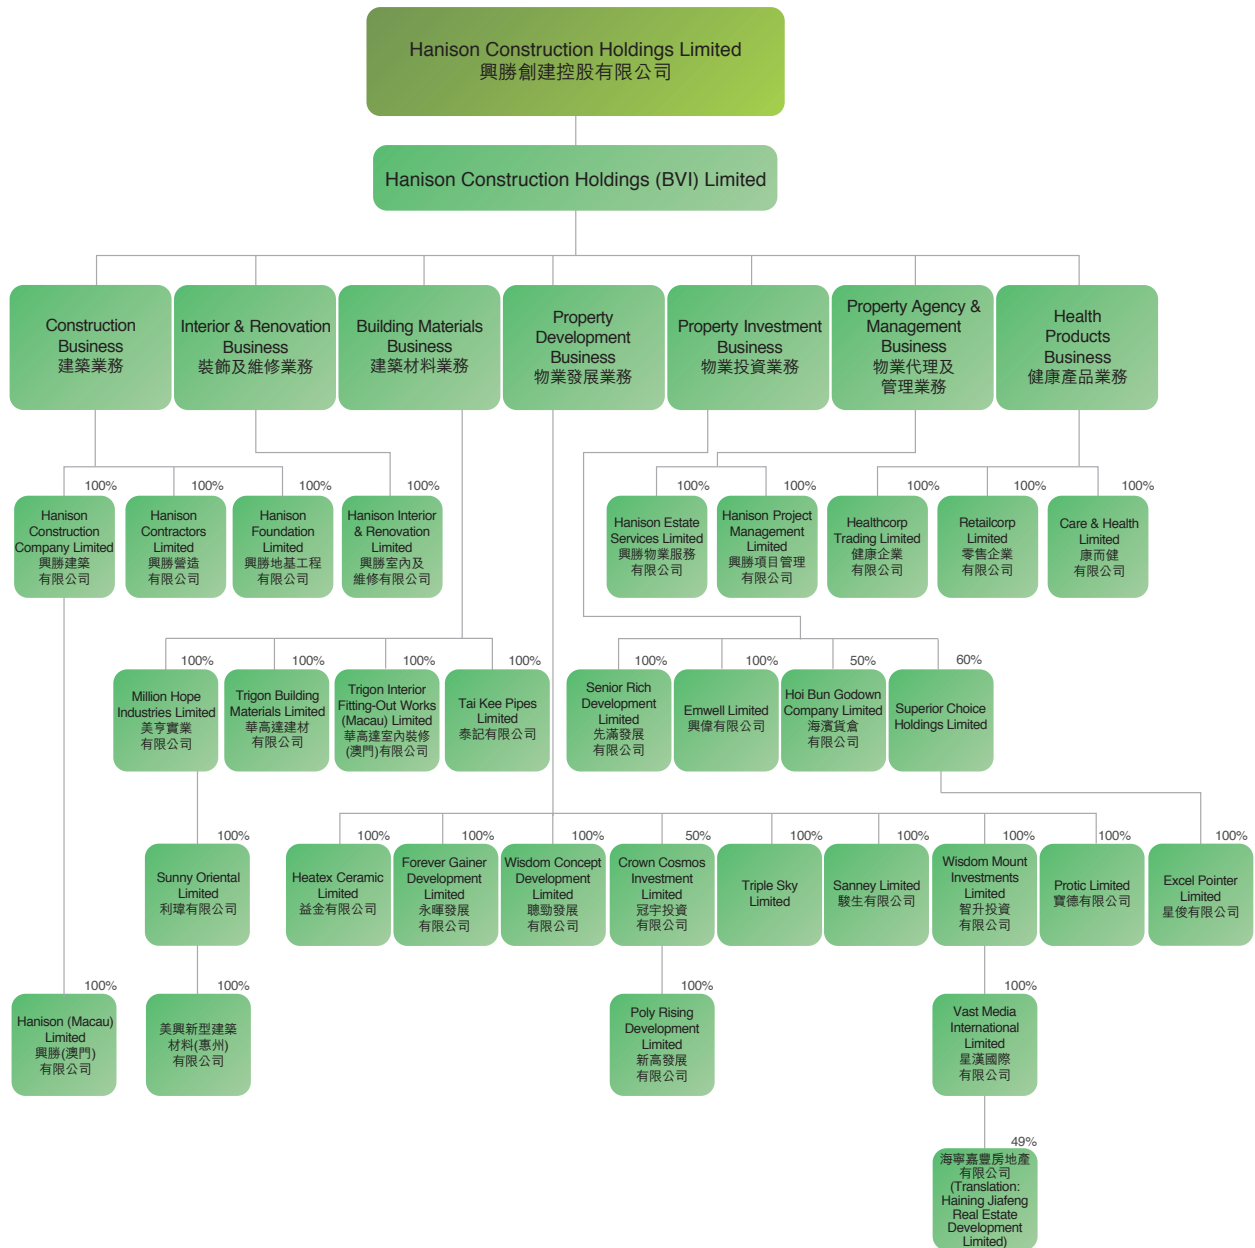 Hanison Construction Holdings Limited
興勝創建控股有限公司
Hanison Construction Holdings (BVI) Limited
Construction
Business
建築業務
Interior & Renovation
Business
裝飾及維修業務
Building Materials
Business
建築材料業務
Property
Development
Business
物業發展業務
Property Investment
Business
物業投資業務
Property Agency &
Management
Business
物業代理及
管理業務
Health
Products
Business
健康產品業務
100%
Hanison
Construction
Company Limited
興勝建築
有限公司
100%
Hanison
Contractors
Limited
興勝營造
有限公司
100%
Hanison
Foundation
Limited
興勝地基工程
有限公司
100%
Hanison Interior
& Renovation
Limited
興勝室內及
維修有限公司
100%
Hanison Estate
Services Limited
興勝物業服務
有限公司
100%
Hanison Project
Management
Limited
興勝項目管理
有限公司
100%
Healthcorp
Trading Limited
健康企業
有限公司
100%
Retailcorp
Limited
零售企業
有限公司
100%
Care & Health
Limited
康而健
有限公司
100%
Million Hope
Industries Limited
美亨實業
有限公司
100%
Trigon Building
Materials Limited
華高達建材
有限公司
100%
Trigon Interior
Fitting-Out Works
(Macau) Limited
華高達室內裝修
(澳門)有限公司
100%
Tai Kee Pipes
Limited
泰記有限公司
100%
Senior Rich
Development
Limited
先滿發展
有限公司
100%
Emwell Limited
興偉有限公司
50%
Hoi Bun Godown
Company Limited
海濱貨倉
有限公司
60%
Superior Choice
Holdings Limited
100%
Sunny Oriental
Limited
利瑋有限公司
100%
Heatex Ceramic
Limited
益金有限公司
100%
Forever Gainer
Development
Limited
永暉發展
有限公司
100%
Wisdom Concept
Development
Limited
聰勁發展
有限公司
50%
Crown Cosmos
Investment
Limited
冠宇投資
有限公司
100%
Triple Sky
Limited
100%
Sanney Limited
駿生有限公司
100%
Wisdom Mount
Investments
Limited
智升投資
有限公司
100%
Protic Limited
寶德有限公司
100%
Excel Pointer
Limited
星俊有限公司
100%
Hanison (Macau)
Limited
興勝(澳門)
有限公司
100%
美興新型建築
材料(惠州)
有限公司
100%
Poly Rising
Development
Limited
新高發展
有限公司
100%
Vast Media
International
Limited
星漢國際
有限公司
49%
海寧嘉豐房地產
有限公司
(Translation:
Haining Jiafeng
Real Estate
Development
Limited)